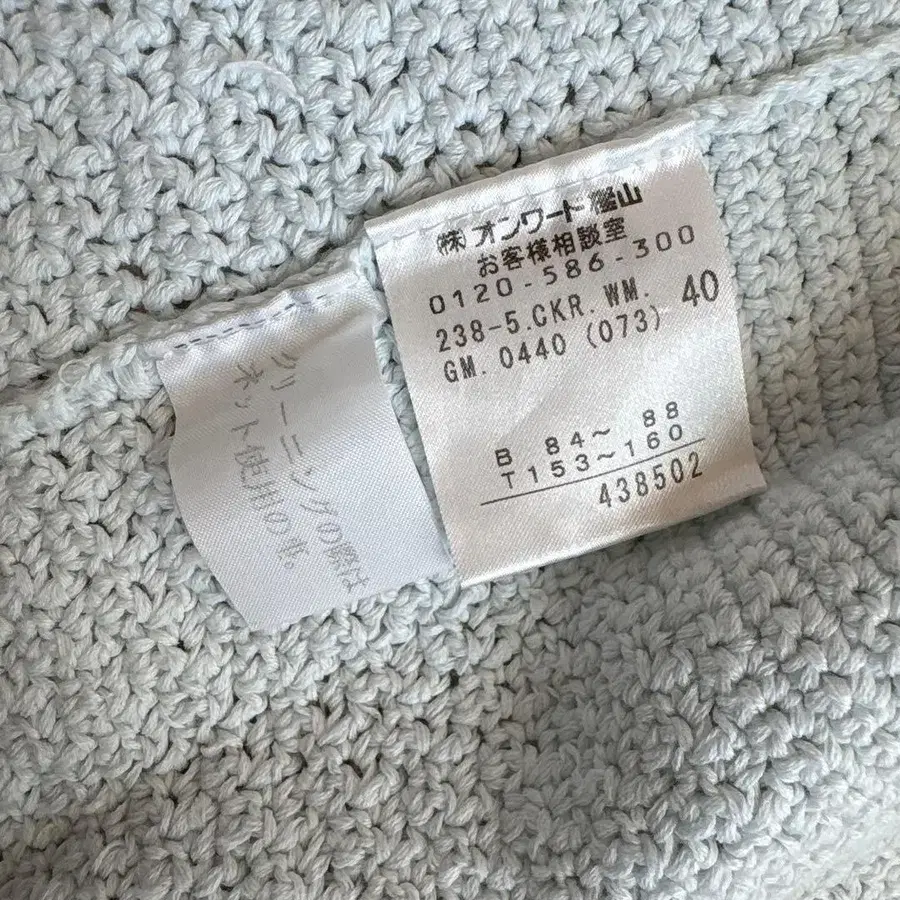 (株)オンワード樫山
お客様相談室
0120-586-300
238-5.CKR.WM. 40
GM. 0440 (073)
B 84〜 88
T153〜160
438502
クリーニングの際は
ネット使用の事。